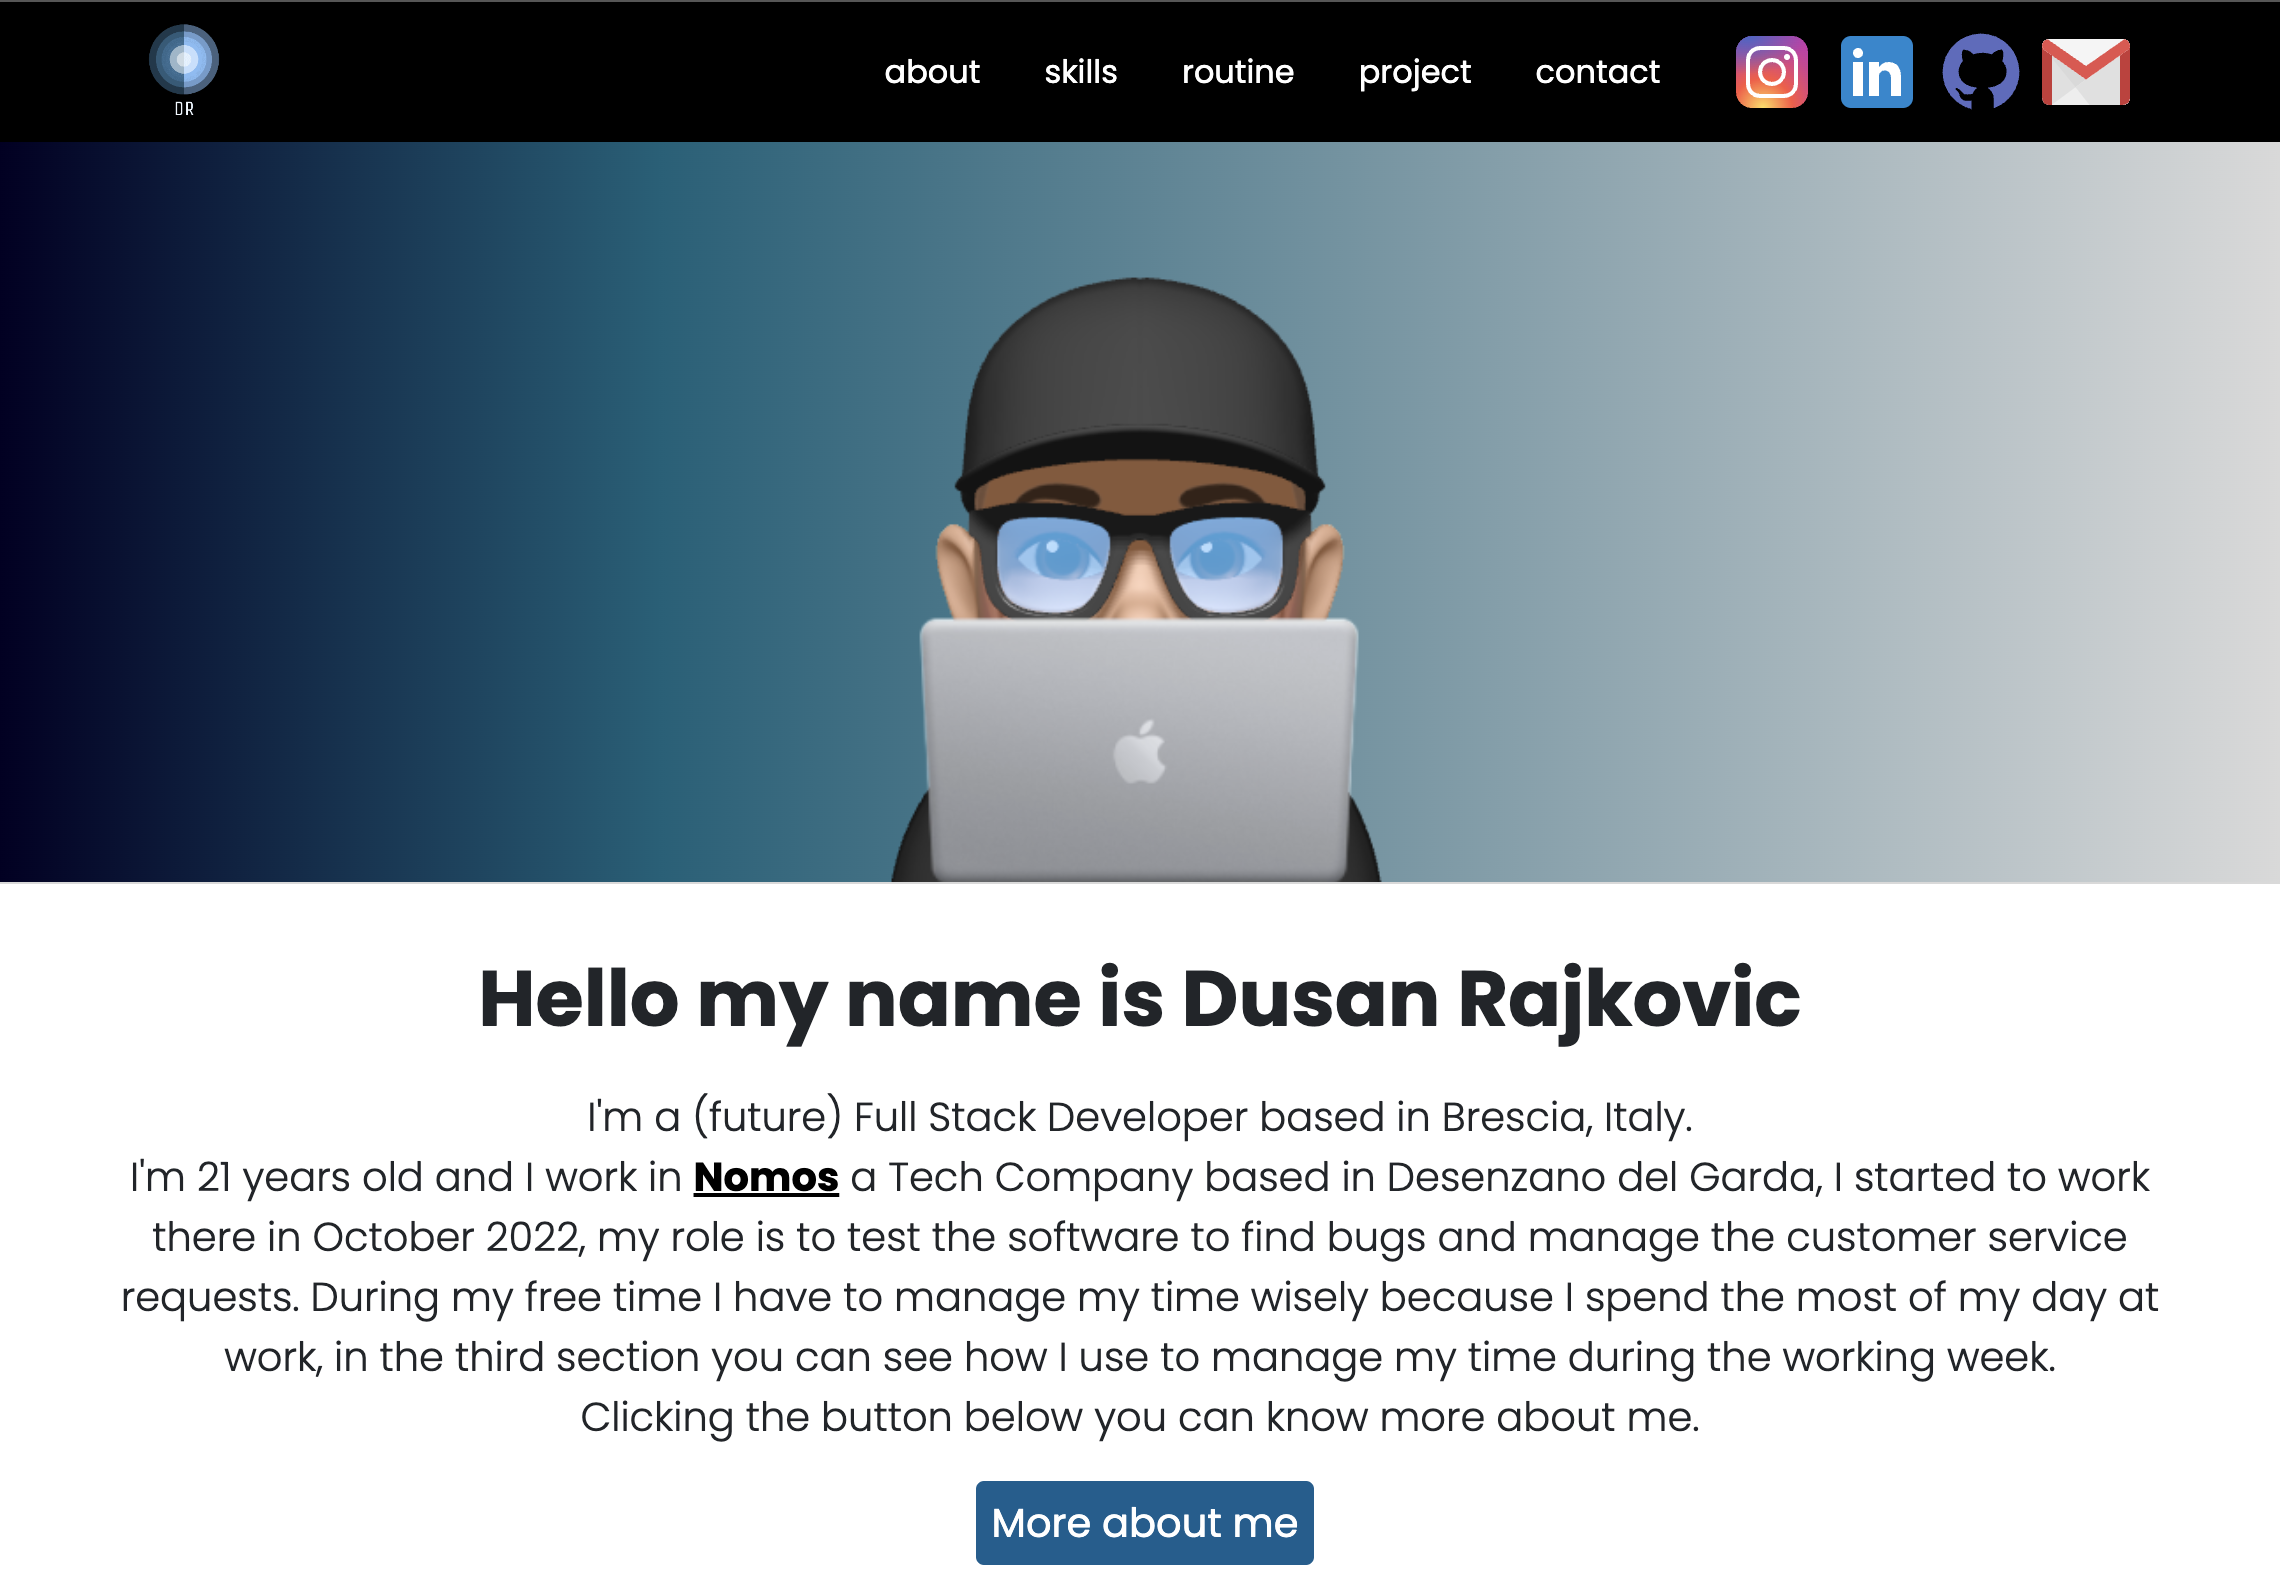 DR
about skills routine project contact
Hello my name is Dusan Rajkovic
I'm a (future) Full Stack Developer based in Brescia, Italy.
I'm 21 years old and I work in Nomos a Tech Company based in Desenzano del Garda, I started to work
there in October 2022, my role is to test the software to find bugs and manage the customer service
requests. During my free time I have to manage my time wisely because I spend the most of my day at
work, in the third section you can see how I use to manage my time during the working week.
Clicking the button below you can know more about me.
More about me